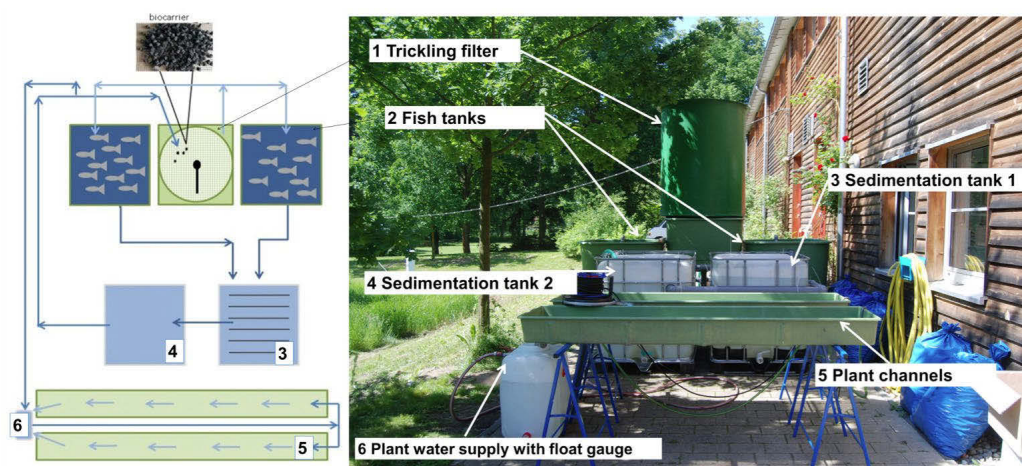 biocarrier
4
3
6
5
1 Trickling filter
2 Fish tanks
3 Sedimentation tank 1
4 Sedimentation tank 2
5 Plant channels
6 Plant water supply with float gauge